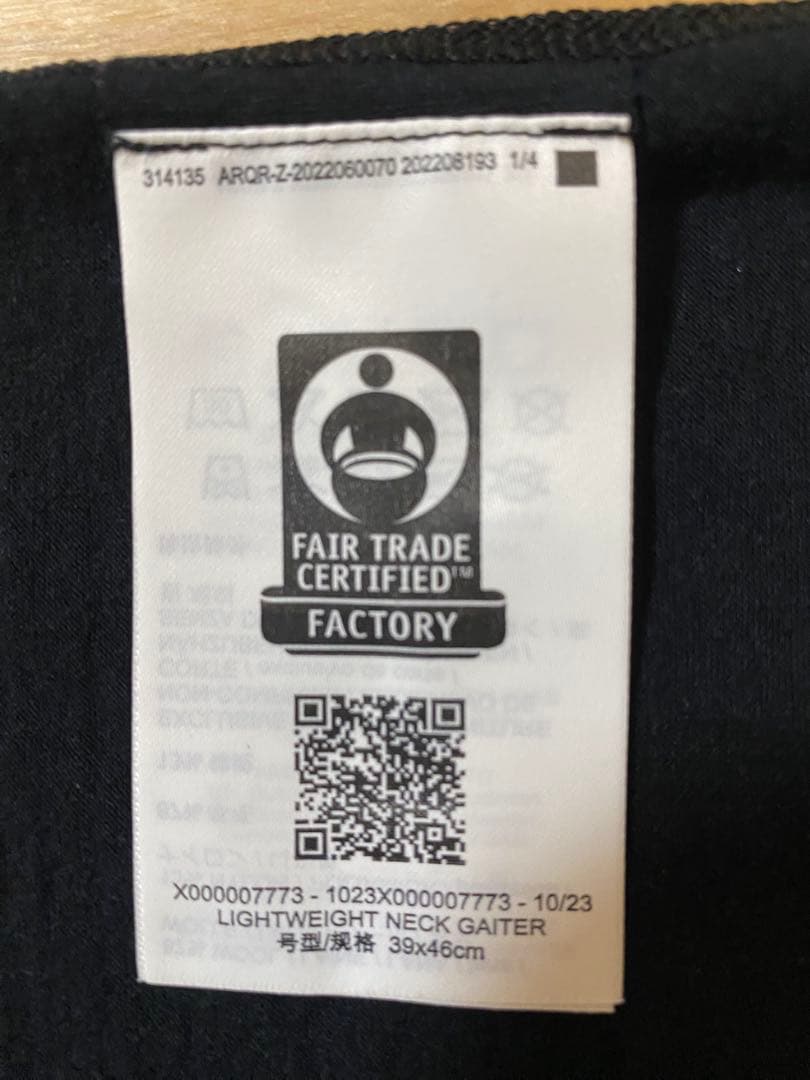 314135 ARQR-Z-2022060070 202206193 1/4
FAIR TRADE
CERTIFIED™
FACTORY
X000007773 - 1023X000007773 - 10/23
LIGHTWEIGHT NECK GAITER
号型/规格 39x46cm